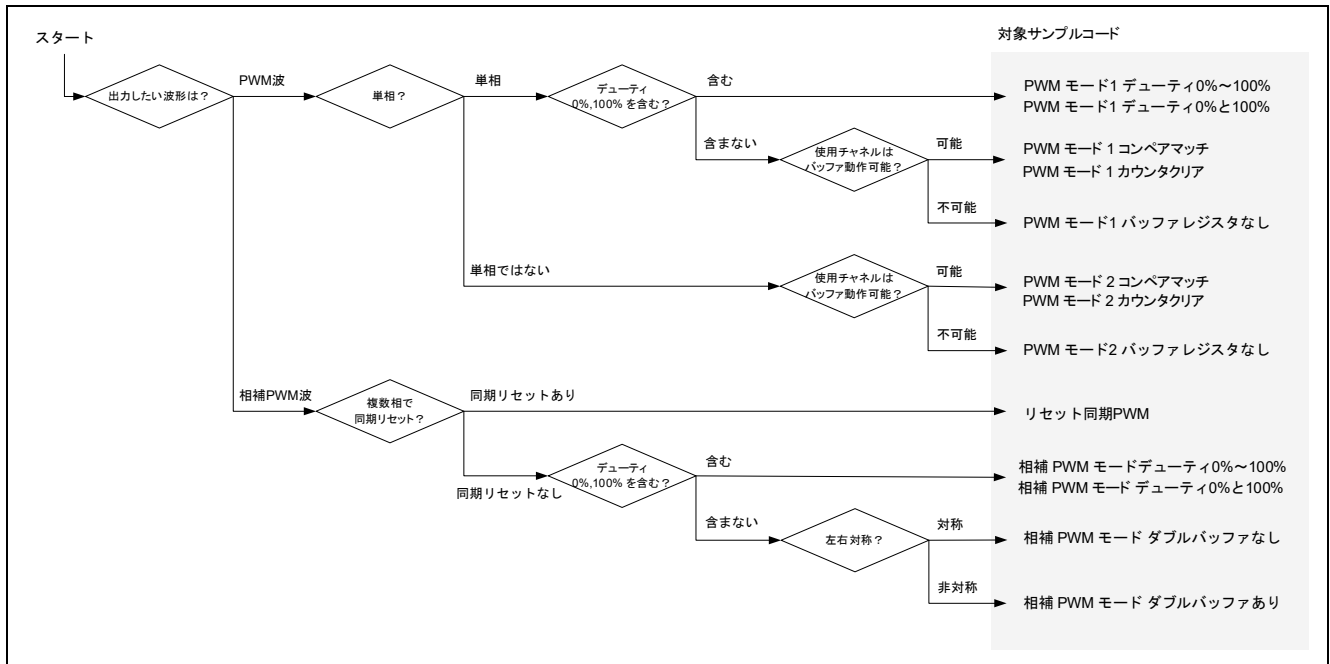 スタート
対象サンプルコード
出力したい波形は？
PWM波
単相？
単相
デューティ
0%,100% を含む？
含む
PWM モード1 デューティ0%～100%
PWM モード1 デューティ0%と100%
含まない
使用チャネルは
バッファ動作可能？
可能
PWM モード 1 コンペアマッチ
PWM モード 1 カウンタクリア
不可能
PWM モード1 バッファレジスタなし
単相ではない
使用チャネルは
バッファ動作可能？
可能
PWM モード 2 コンペアマッチ
PWM モード 2 カウンタクリア
不可能
PWM モード2 バッファレジスタなし
相補PWM波
複数相で
同期リセット？
同期リセットあり
リセット同期PWM
同期リセットなし
デューティ
0%,100% を含む？
含む
相補 PWM モードデューティ0%～100%
相補 PWM モード デューティ0%と100%
含まない
左右対称？
対称
相補 PWM モード ダブルバッファなし
非対称
相補 PWM モード ダブルバッファあり